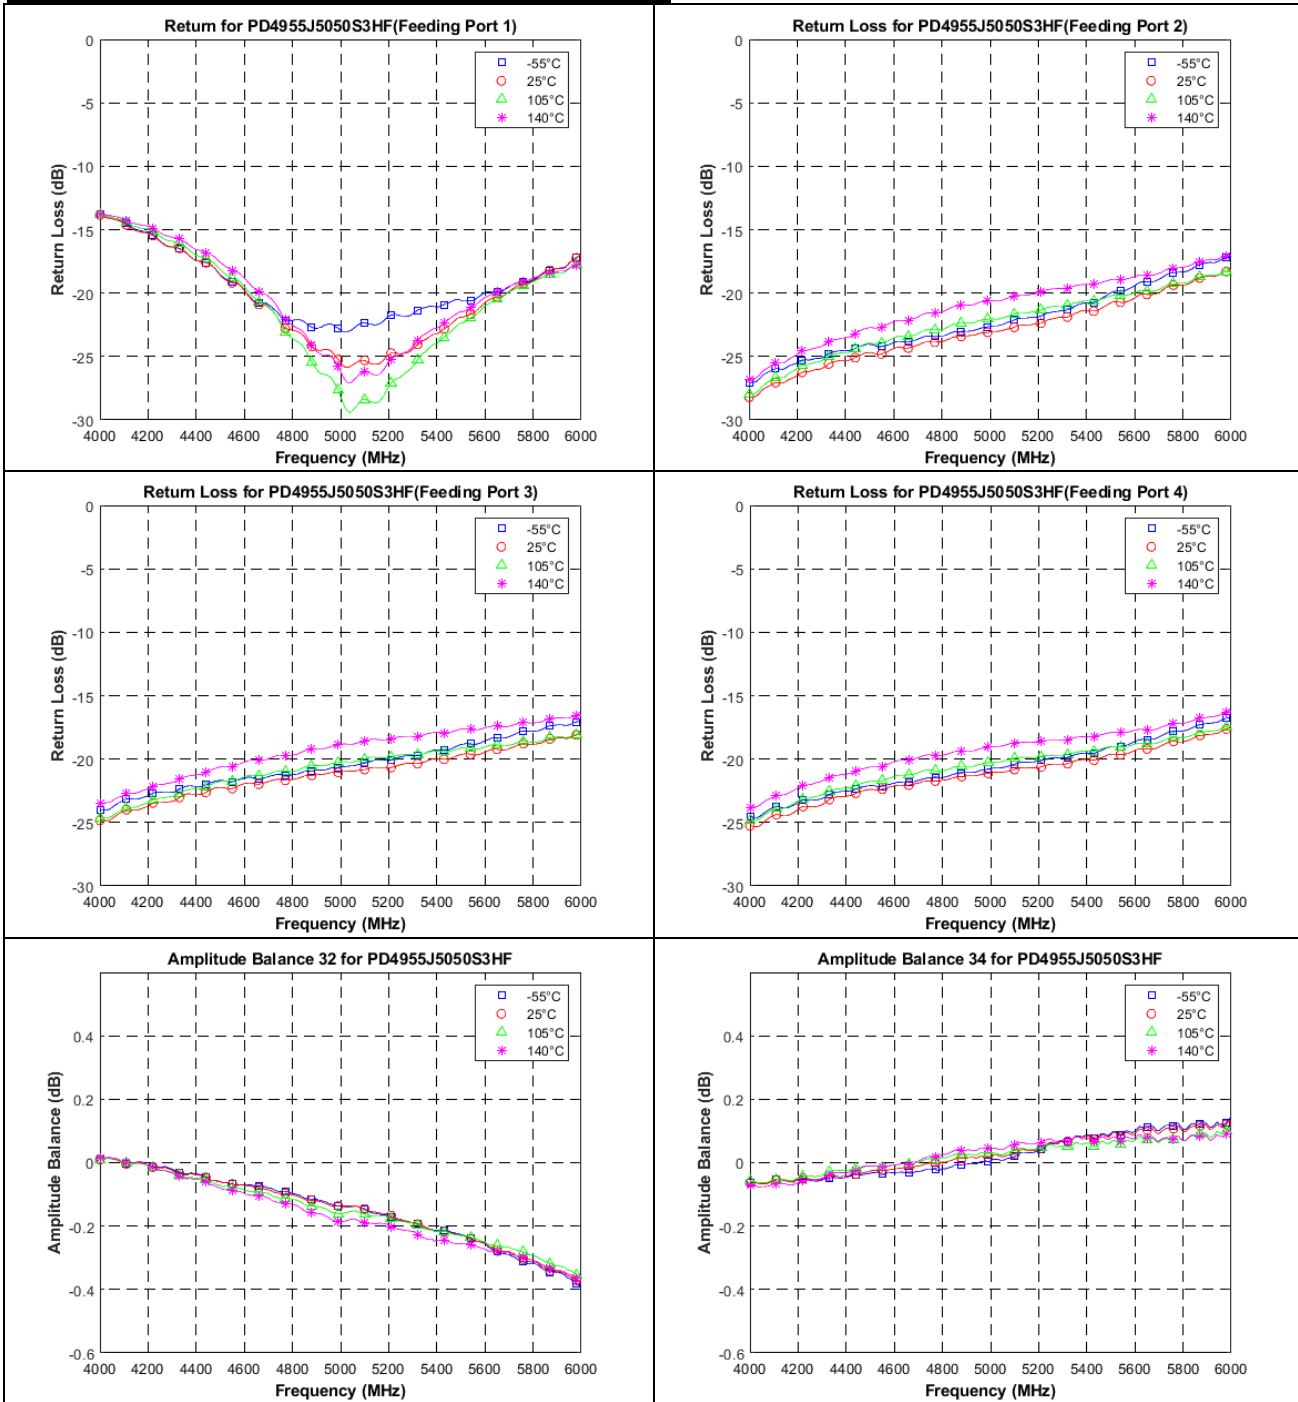 Return for PD4955J5050S3HF(Feeding Port 1)
0
-5
-10
-15
-20
-25
-30
Return Loss (dB)
4000 4200 4400 4600 4800 5000 5200 5400 5600 5800 6000
Frequency (MHz)
-55°C
25°C
105°C
140°C
Return Loss for PD4955J5050S3HF(Feeding Port 2)
0
-5
-10
-15
-20
-25
-30
Return Loss (dB)
4000 4200 4400 4600 4800 5000 5200 5400 5600 5800 6000
Frequency (MHz)
-55°C
25°C
105°C
140°C
Return Loss for PD4955J5050S3HF(Feeding Port 3)
0
-5
-10
-15
-20
-25
-30
Return Loss (dB)
4000 4200 4400 4600 4800 5000 5200 5400 5600 5800 6000
Frequency (MHz)
-55°C
25°C
105°C
140°C
Return Loss for PD4955J5050S3HF(Feeding Port 4)
0
-5
-10
-15
-20
-25
-30
Return Loss (dB)
4000 4200 4400 4600 4800 5000 5200 5400 5600 5800 6000
Frequency (MHz)
-55°C
25°C
105°C
140°C
Amplitude Balance 32 for PD4955J5050S3HF
0.4
0.2
0
-0.2
-0.4
-0.6
Amplitude Balance (dB)
4000 4200 4400 4600 4800 5000 5200 5400 5600 5800 6000
Frequency (MHz)
-55°C
25°C
105°C
140°C
Amplitude Balance 34 for PD4955J5050S3HF
0.4
0.2
0
-0.2
-0.4
-0.6
Amplitude Balance (dB)
4000 4200 4400 4600 4800 5000 5200 5400 5600 5800 6000
Frequency (MHz)
-55°C
25°C
105°C
140°C